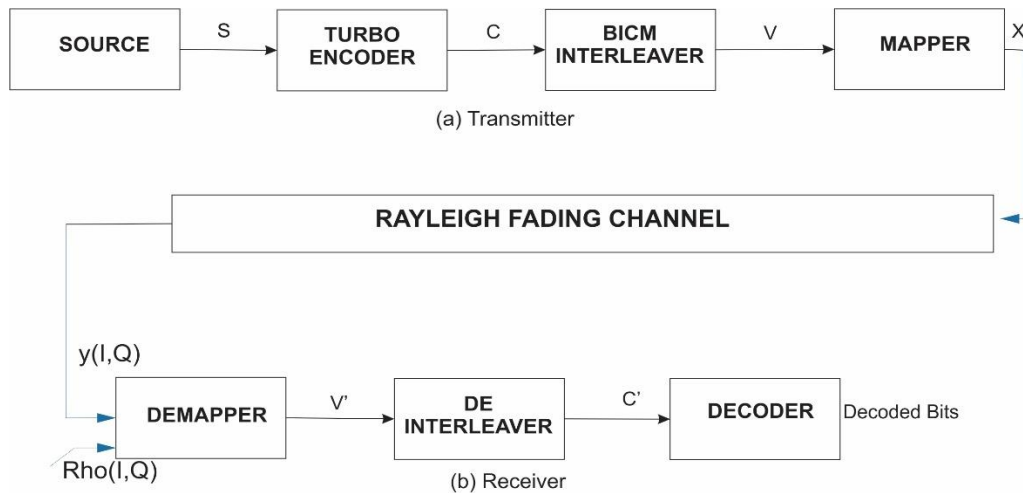 SOURCE
S
TURBO
ENCODER
C
BICM
INTERLEAVER
V
MAPPER
X
(a) Transmitter
RAYLEIGH FADING CHANNEL
y(I,Q)
Rho(I,Q)
DEMAPPER
V'
DE
INTERLEAVER
C'
DECODER
Decoded Bits
(b) Receiver